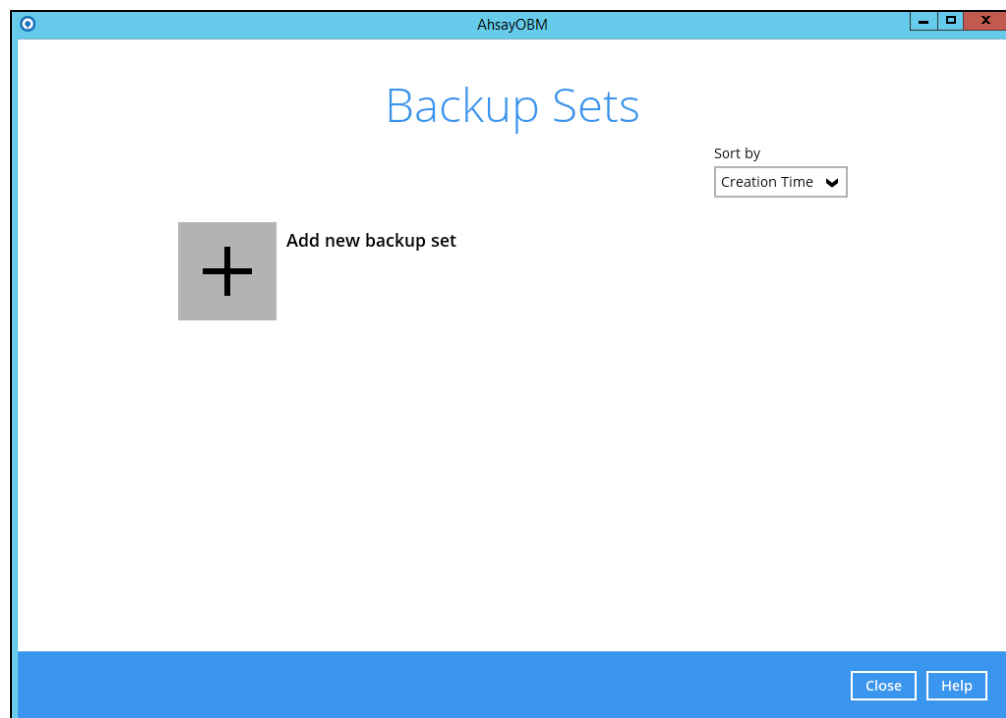 AhsayOBM
Backup Sets
Sort by
Creation Time
Add new backup set
Close
Help